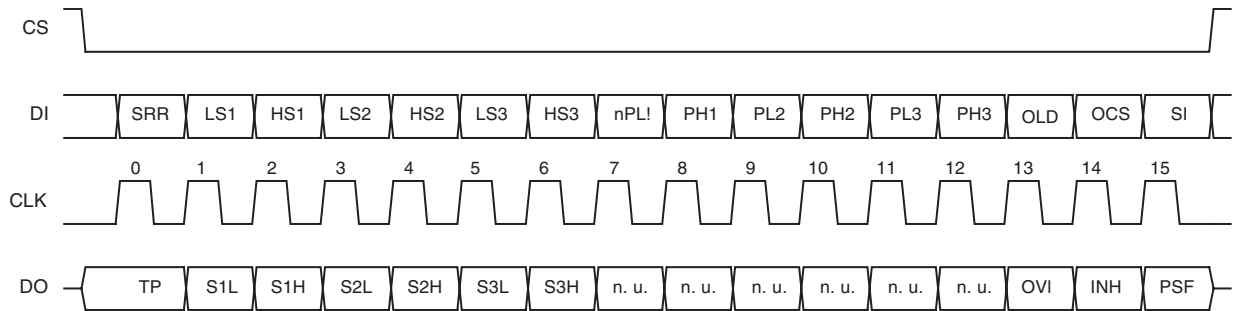 CS
DI SRR LS1 HS1 LS2 HS2 LS3 HS3 nPL! PH1 PL2 PH2 PL3 PH3 OLD OCS SI
0 1 2 3 4 5 6 7 8 9 10 11 12 13 14 15
CLK
DO TP S1L S1H S2L S2H S3L S3H n. u. n. u. n. u. n. u. n. u. n. u. OVI INH PSF